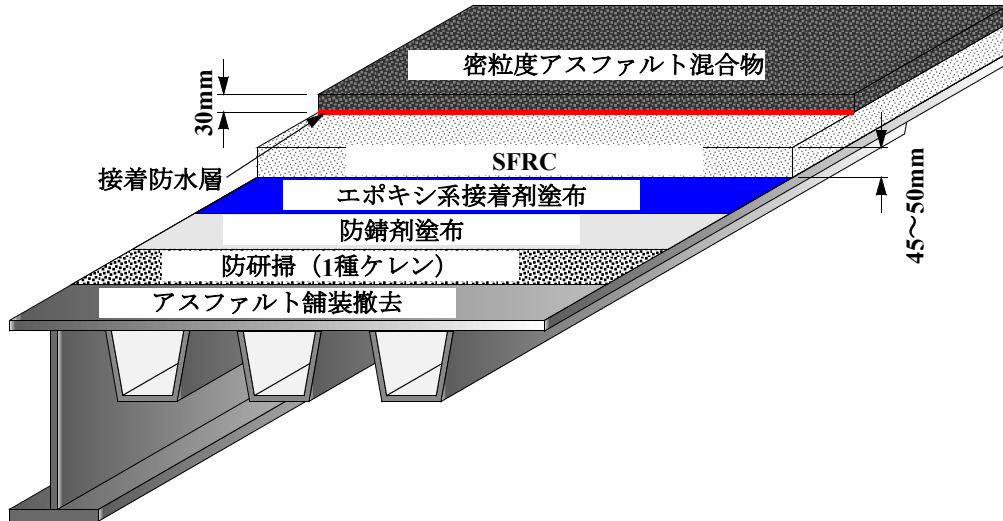 密粒度アスファルト混合物
30mm
接着防水層
SFRC
エポキシ系接着剤塗布
45～50mm
防錆剤塗布
防研掃（1種ケレン）
アスファルト舗装撤去